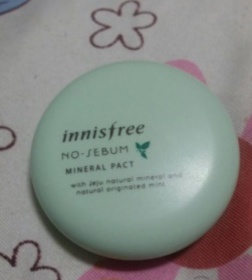 innisfree
NO-SEBUM
MINERAL PACT
with jeju natural mineral and
natural originated mint